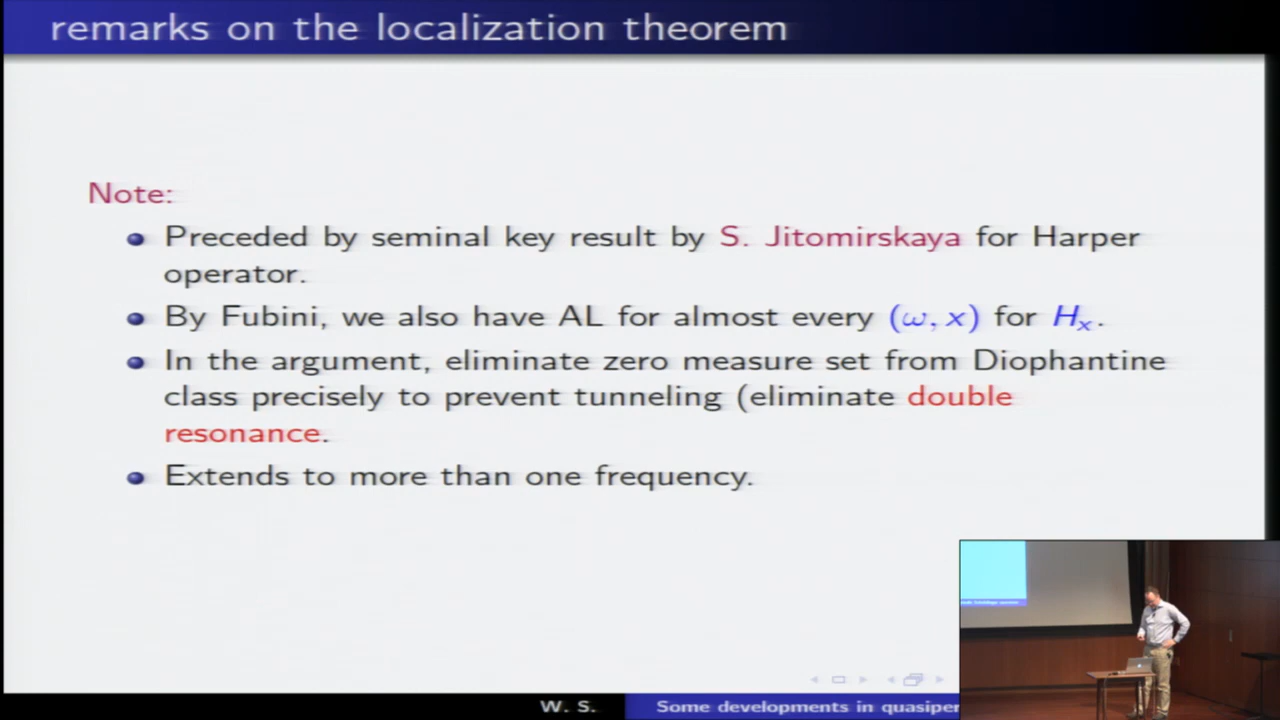 remarks on the localization theorem
Note:
Preceded by seminal key result by S. Jitomirskaya for Harper
operator.
By Fubini, we also have AL for almost every (ω, x) for Hₓ.
In the argument, eliminate zero measure set from Diophantine
class precisely to prevent tunneling (eliminate double
resonance.
Extends to more than one frequency.
W. S.
Some developments in